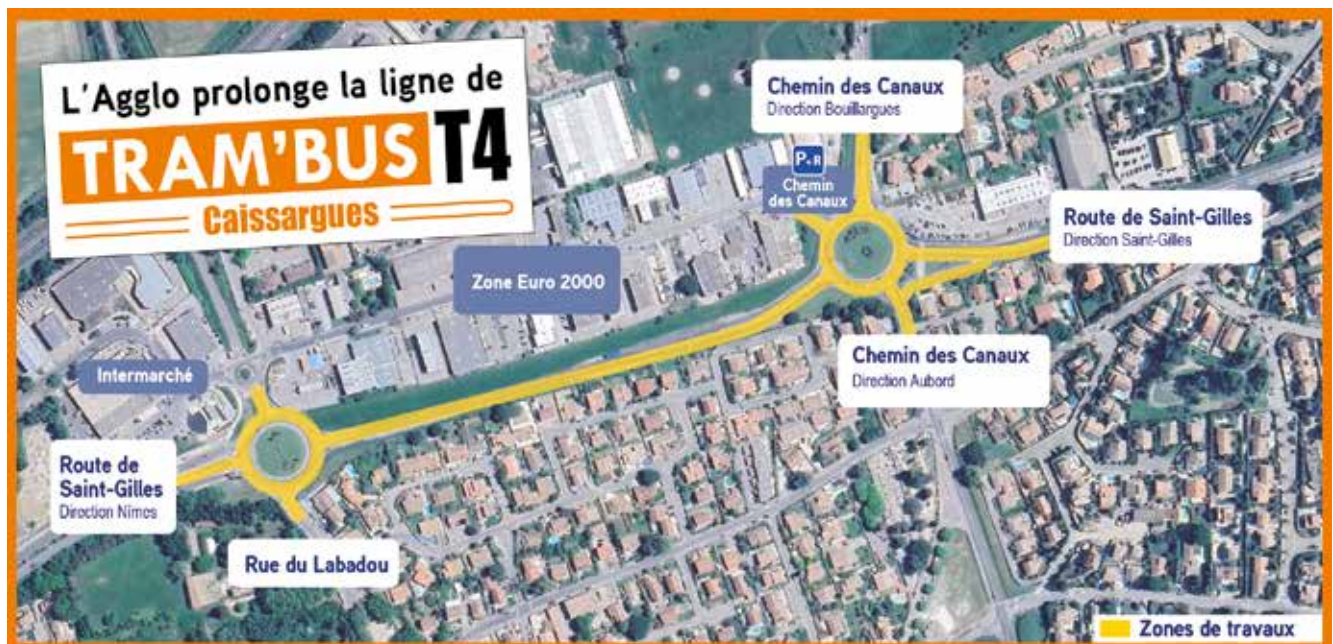 L'Agglo prolonge la ligne de
TRAM'BUS T4
Caissargues
Chemin des Canaux
Direction Bouillargues
P+R
Chemin
des Canaux
Route de Saint-Gilles
Direction Saint-Gilles
Zone Euro 2000
Chemin des Canaux
Direction Aubord
Intermarché
Route de
Saint-Gilles
Direction Nîmes
Rue du Labadou
Zones de travaux